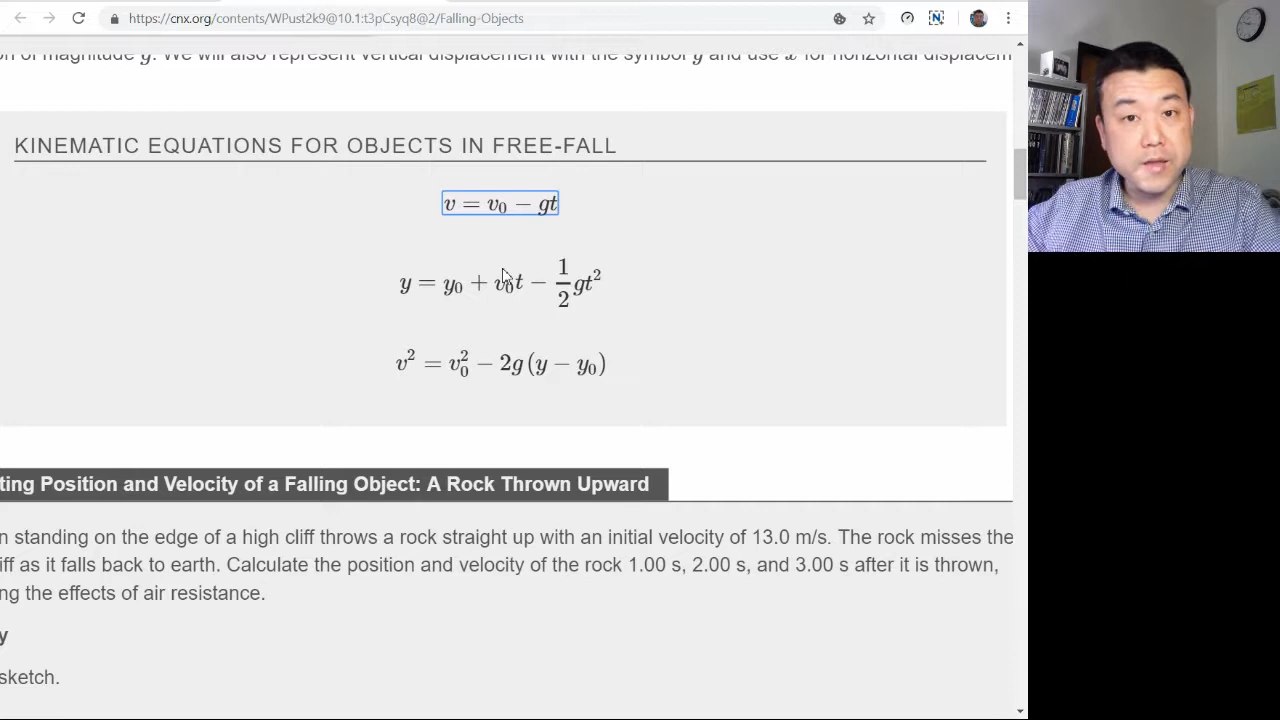 https://cnx.org/contents/WPust2k9@10.1:t3pCsyq8@2/Falling-Objects
on of magnitude y. We will also represent vertical displacement with the symbol y and use x for horizontal displacem
KINEMATIC EQUATIONS FOR OBJECTS IN FREE-FALL
v = v₀ − gt
y = y₀ + v₀t − 1/2 gt²
v² = v₀² − 2g(y − y₀)
ting Position and Velocity of a Falling Object: A Rock Thrown Upward
n standing on the edge of a high cliff throws a rock straight up with an initial velocity of 13.0 m/s. The rock misses the
iff as it falls back to earth. Calculate the position and velocity of the rock 1.00 s, 2.00 s, and 3.00 s after it is thrown,
ng the effects of air resistance.
y
sketch.